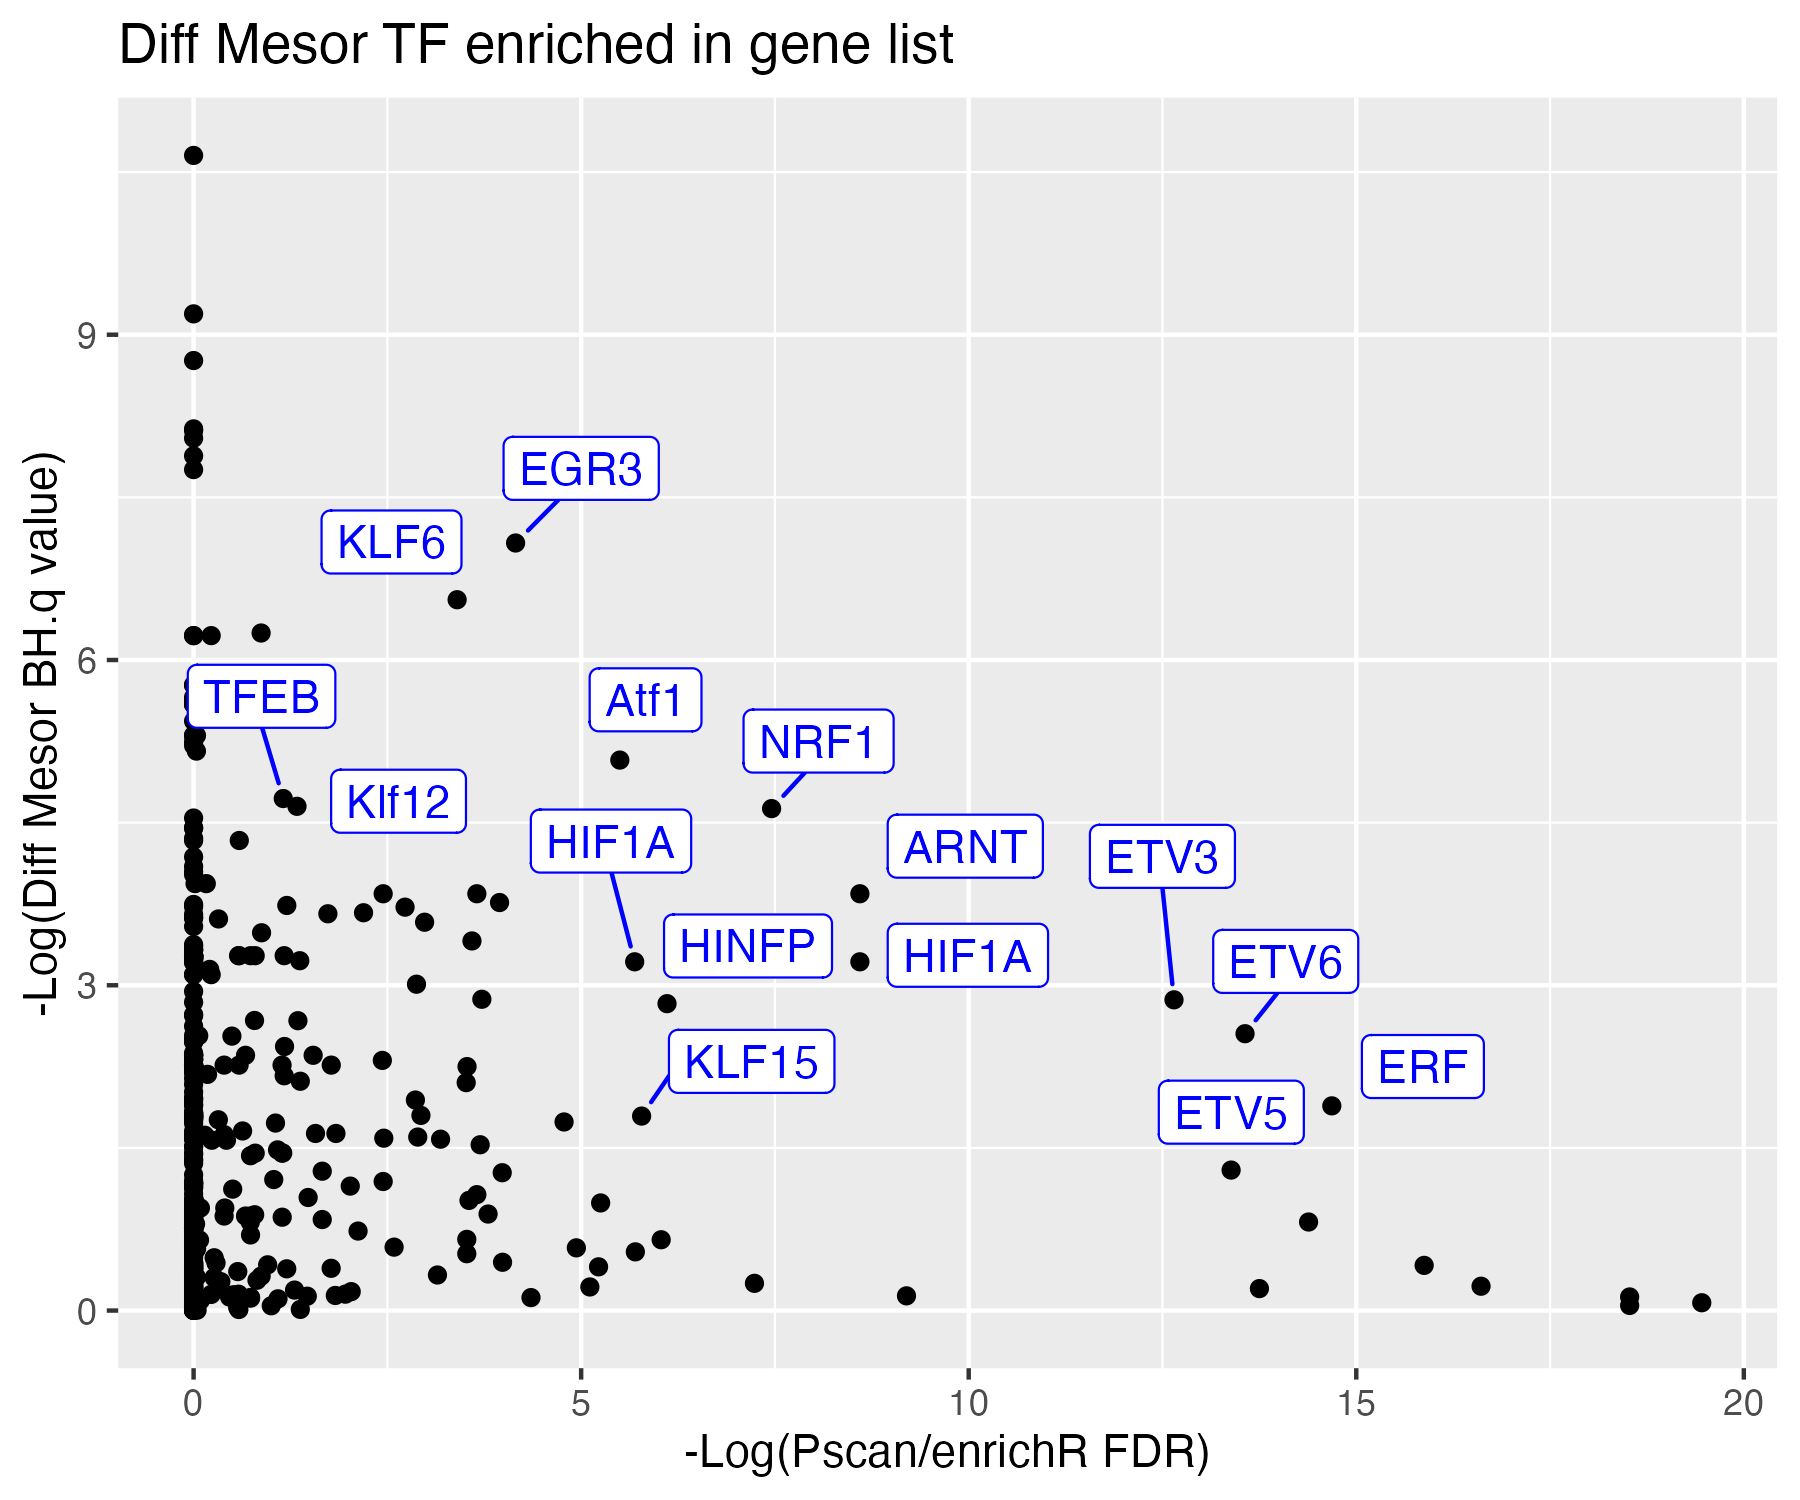 Diff Mesor TF enriched in gene list
-Log(Diff Mesor BH.q value)
9
6
3
0
EGR3
KLF6
TFEB
Atf1
NRF1
Klf12
HIF1A
ARNT
ETV3
HINFP
HIF1A
ETV6
KLF15
ERF
ETV5
0
5
10
15
20
-Log(Pscan/enrichR FDR)